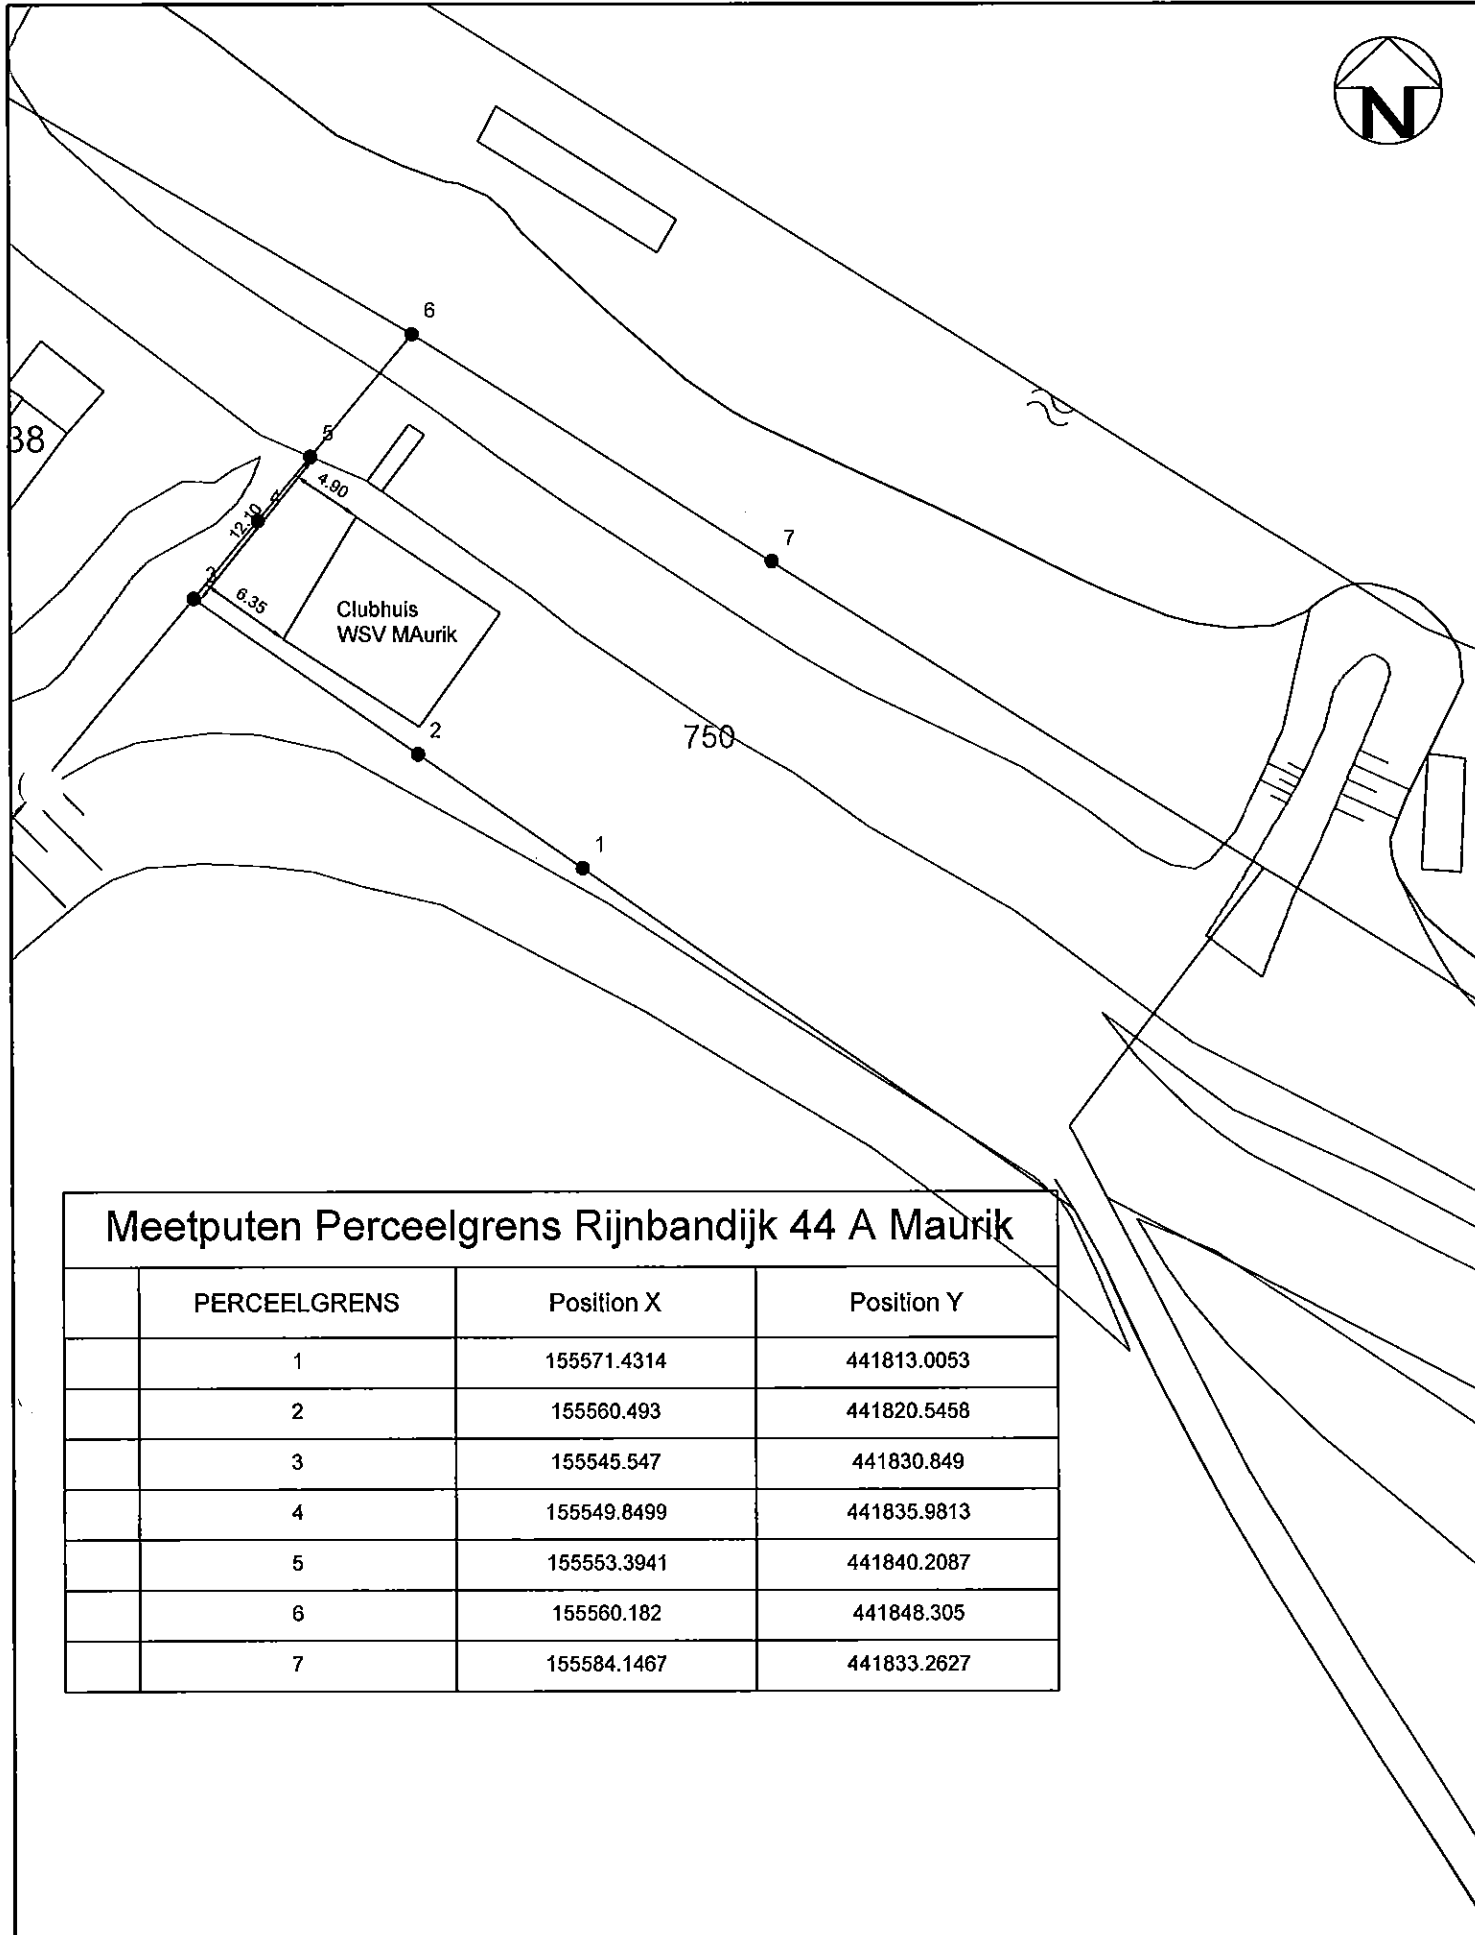 N
6
38
5
4.90
12.10
7
3
6.35
Clubhuis
WSV MAurik
2
750
1
Meetputen Perceelgrens Rijnbandijk 44 A Maurik
PERCEELGRENS Position X Position Y
1 155571.4314 441813.0053
2 155560.493 441820.5458
3 155545.547 441830.849
4 155549.8499 441835.9813
5 155553.3941 441840.2087
6 155560.182 441848.305
7 155584.1467 441833.2627